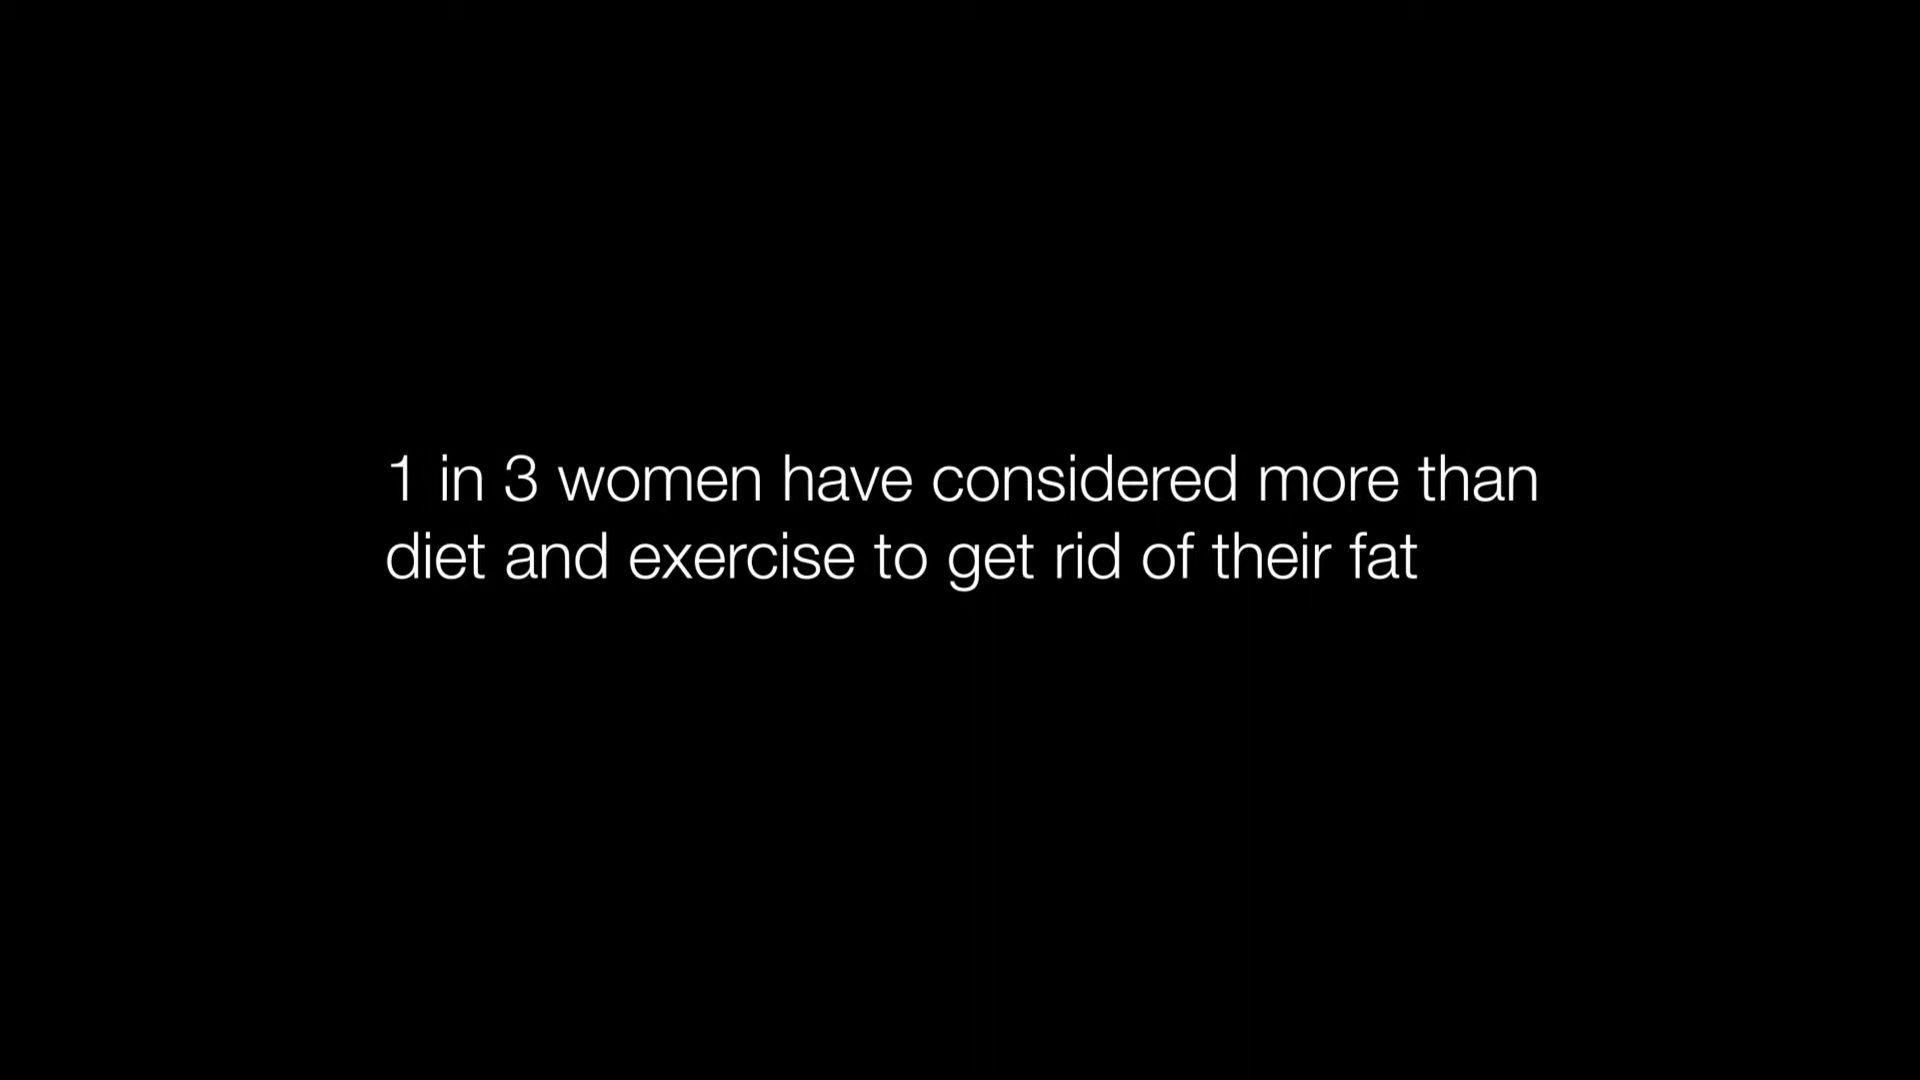 1 in 3 women have considered more than
diet and exercise to get rid of their fat